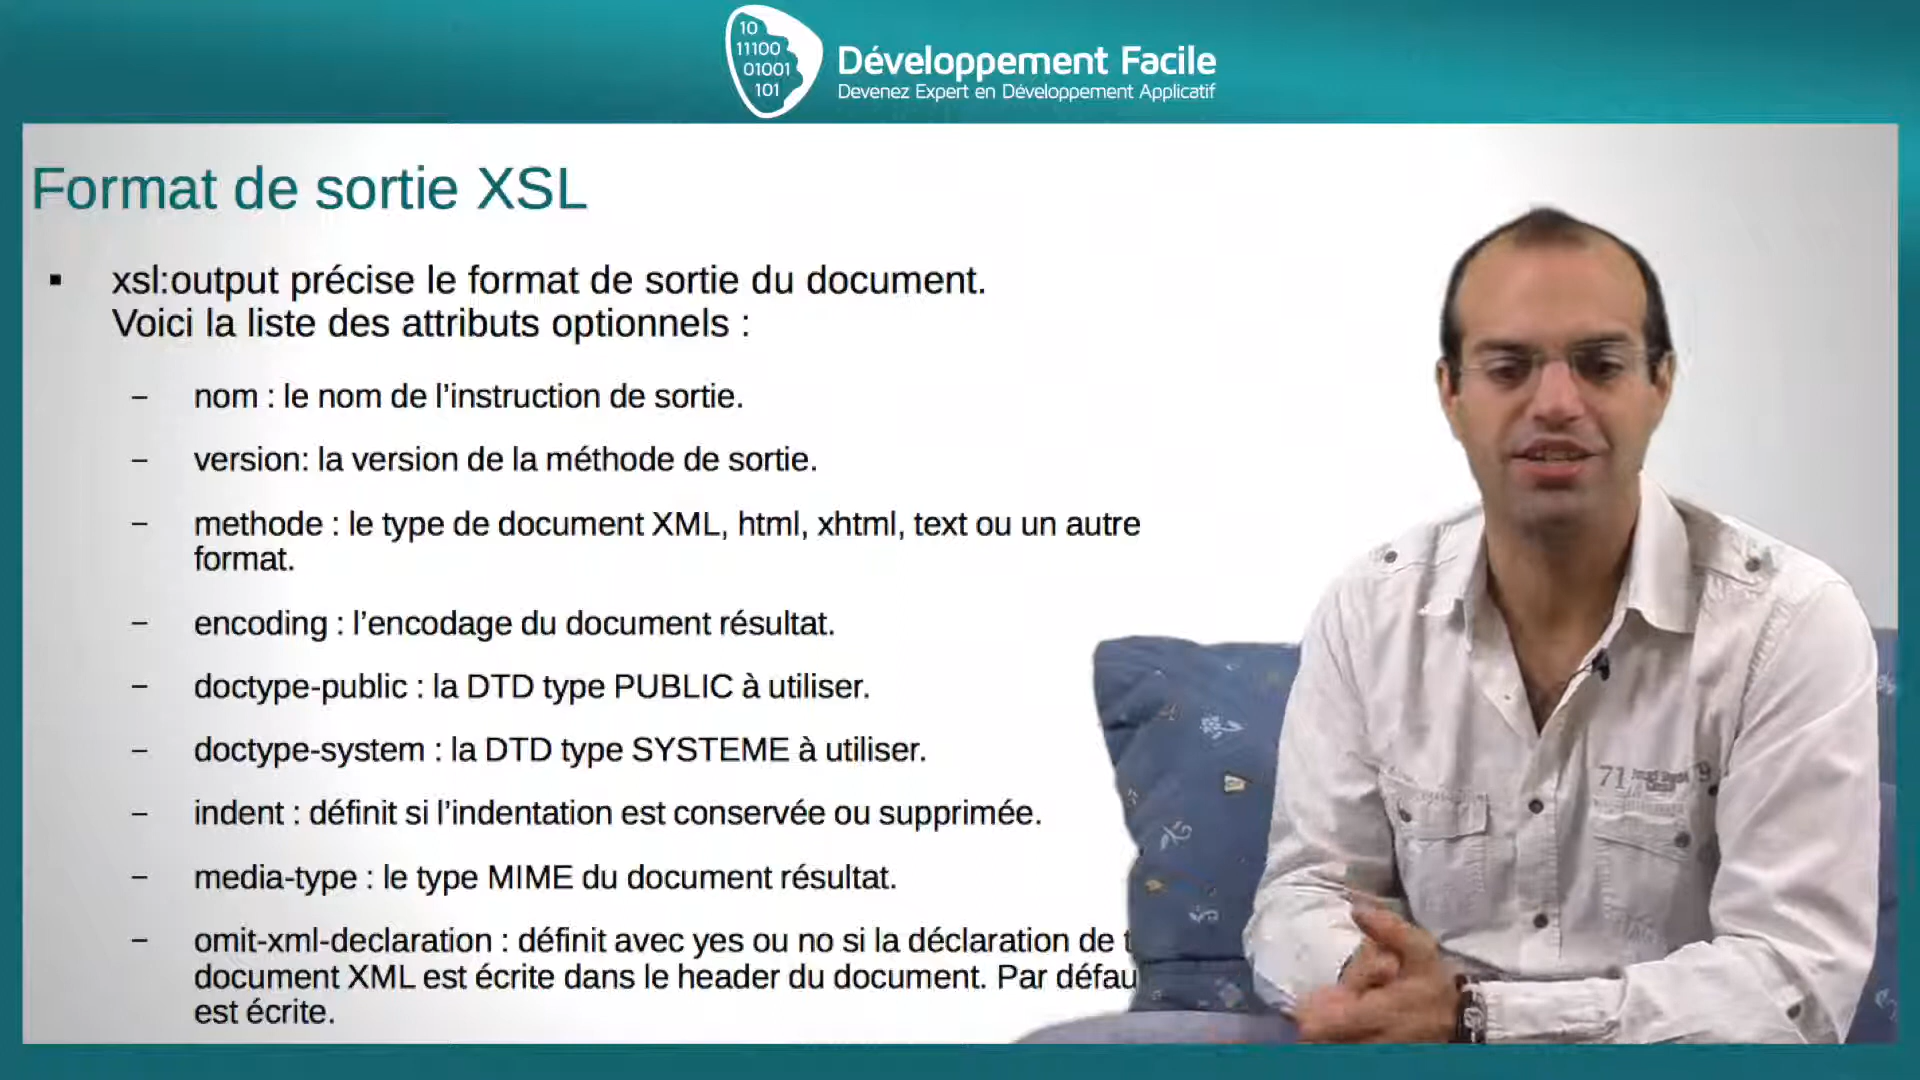 10
11100
01001
101
Développement Facile
Devenez Expert en Développement Applicatif
Format de sortie XSL
▪ xsl:output précise le format de sortie du document.
Voici la liste des attributs optionnels :
– nom : le nom de l’instruction de sortie.
– version: la version de la méthode de sortie.
– methode : le type de document XML, html, xhtml, text ou un autre
format.
– encoding : l’encodage du document résultat.
– doctype-public : la DTD type PUBLIC à utiliser.
– doctype-system : la DTD type SYSTEME à utiliser.
– indent : définit si l’indentation est conservée ou supprimée.
– media-type : le type MIME du document résultat.
– omit-xml-declaration : définit avec yes ou no si la déclaration de
document XML est écrite dans le header du document. Par
est écrite.
71